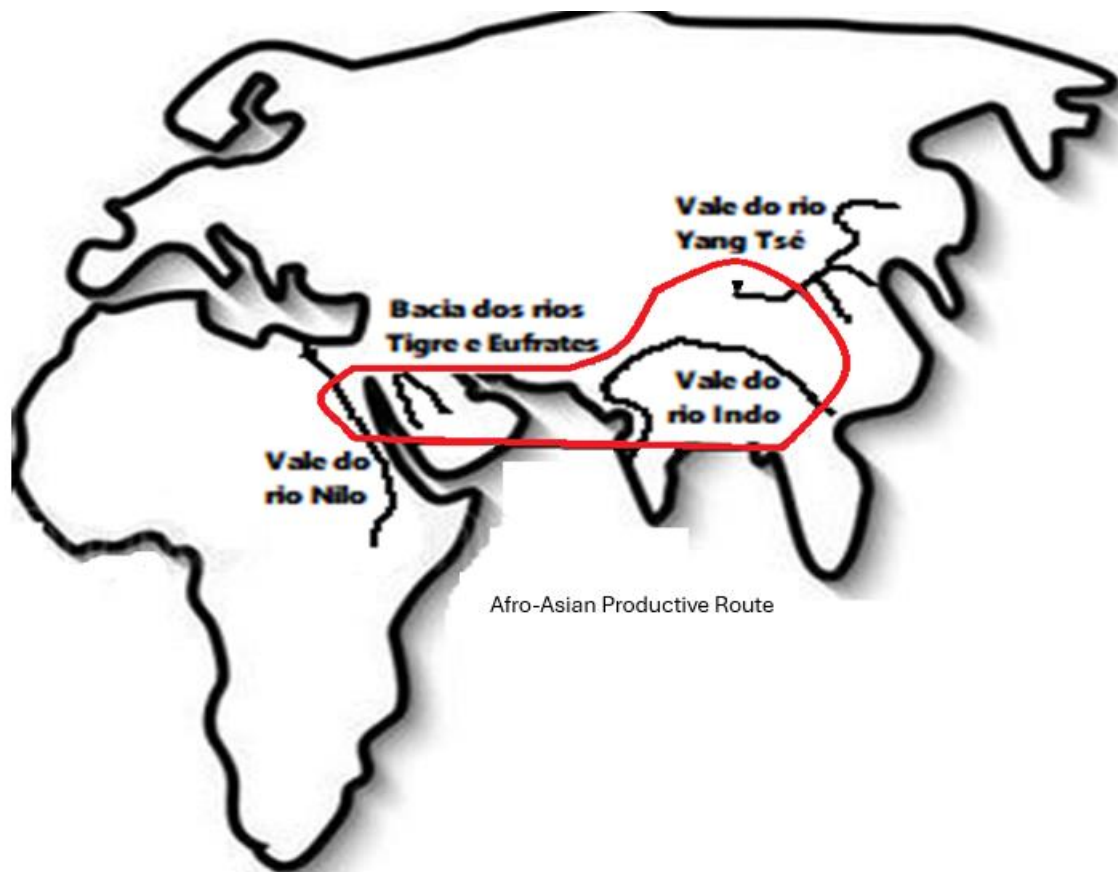 Vale do rio
Yang Tsé
Bacia dos rios
Tigre e Eufrates
Vale do
rio Indo
Vale do
rio Nilo
Afro-Asian Productive Route